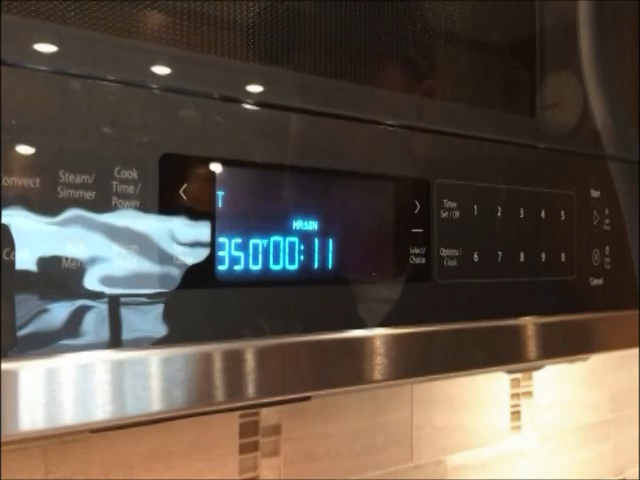 Convect
Steam/
Simmer
Cook
Time/
Power
T
HR:MIN
350°F00:11
Select/
Choice
Timer
Set / Off
1 2 3 4 5
Options/
Clock
6 7 8 9 0
Start
Cancel